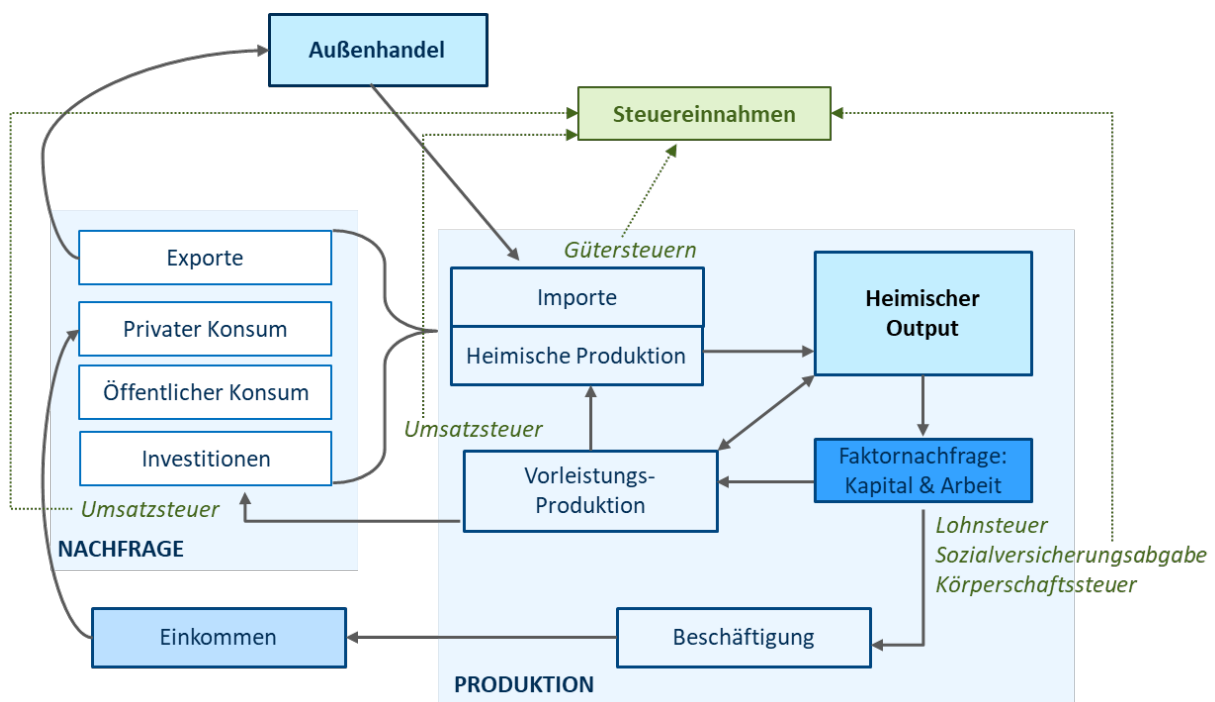 Außenhandel
Steuereinnahmen
Gütersteuern
Exporte
Privater Konsum
Öffentlicher Konsum
Investitionen
Umsatzsteuer
NACHFRAGE
Importe
Heimische Produktion
Heimischer
Output
Umsatzsteuer
Vorleistungs-
Produktion
Faktornachfrage:
Kapital & Arbeit
Lohnsteuer
Sozialversicherungsabgabe
Körperschaftssteuer
Einkommen
Beschäftigung
PRODUKTION